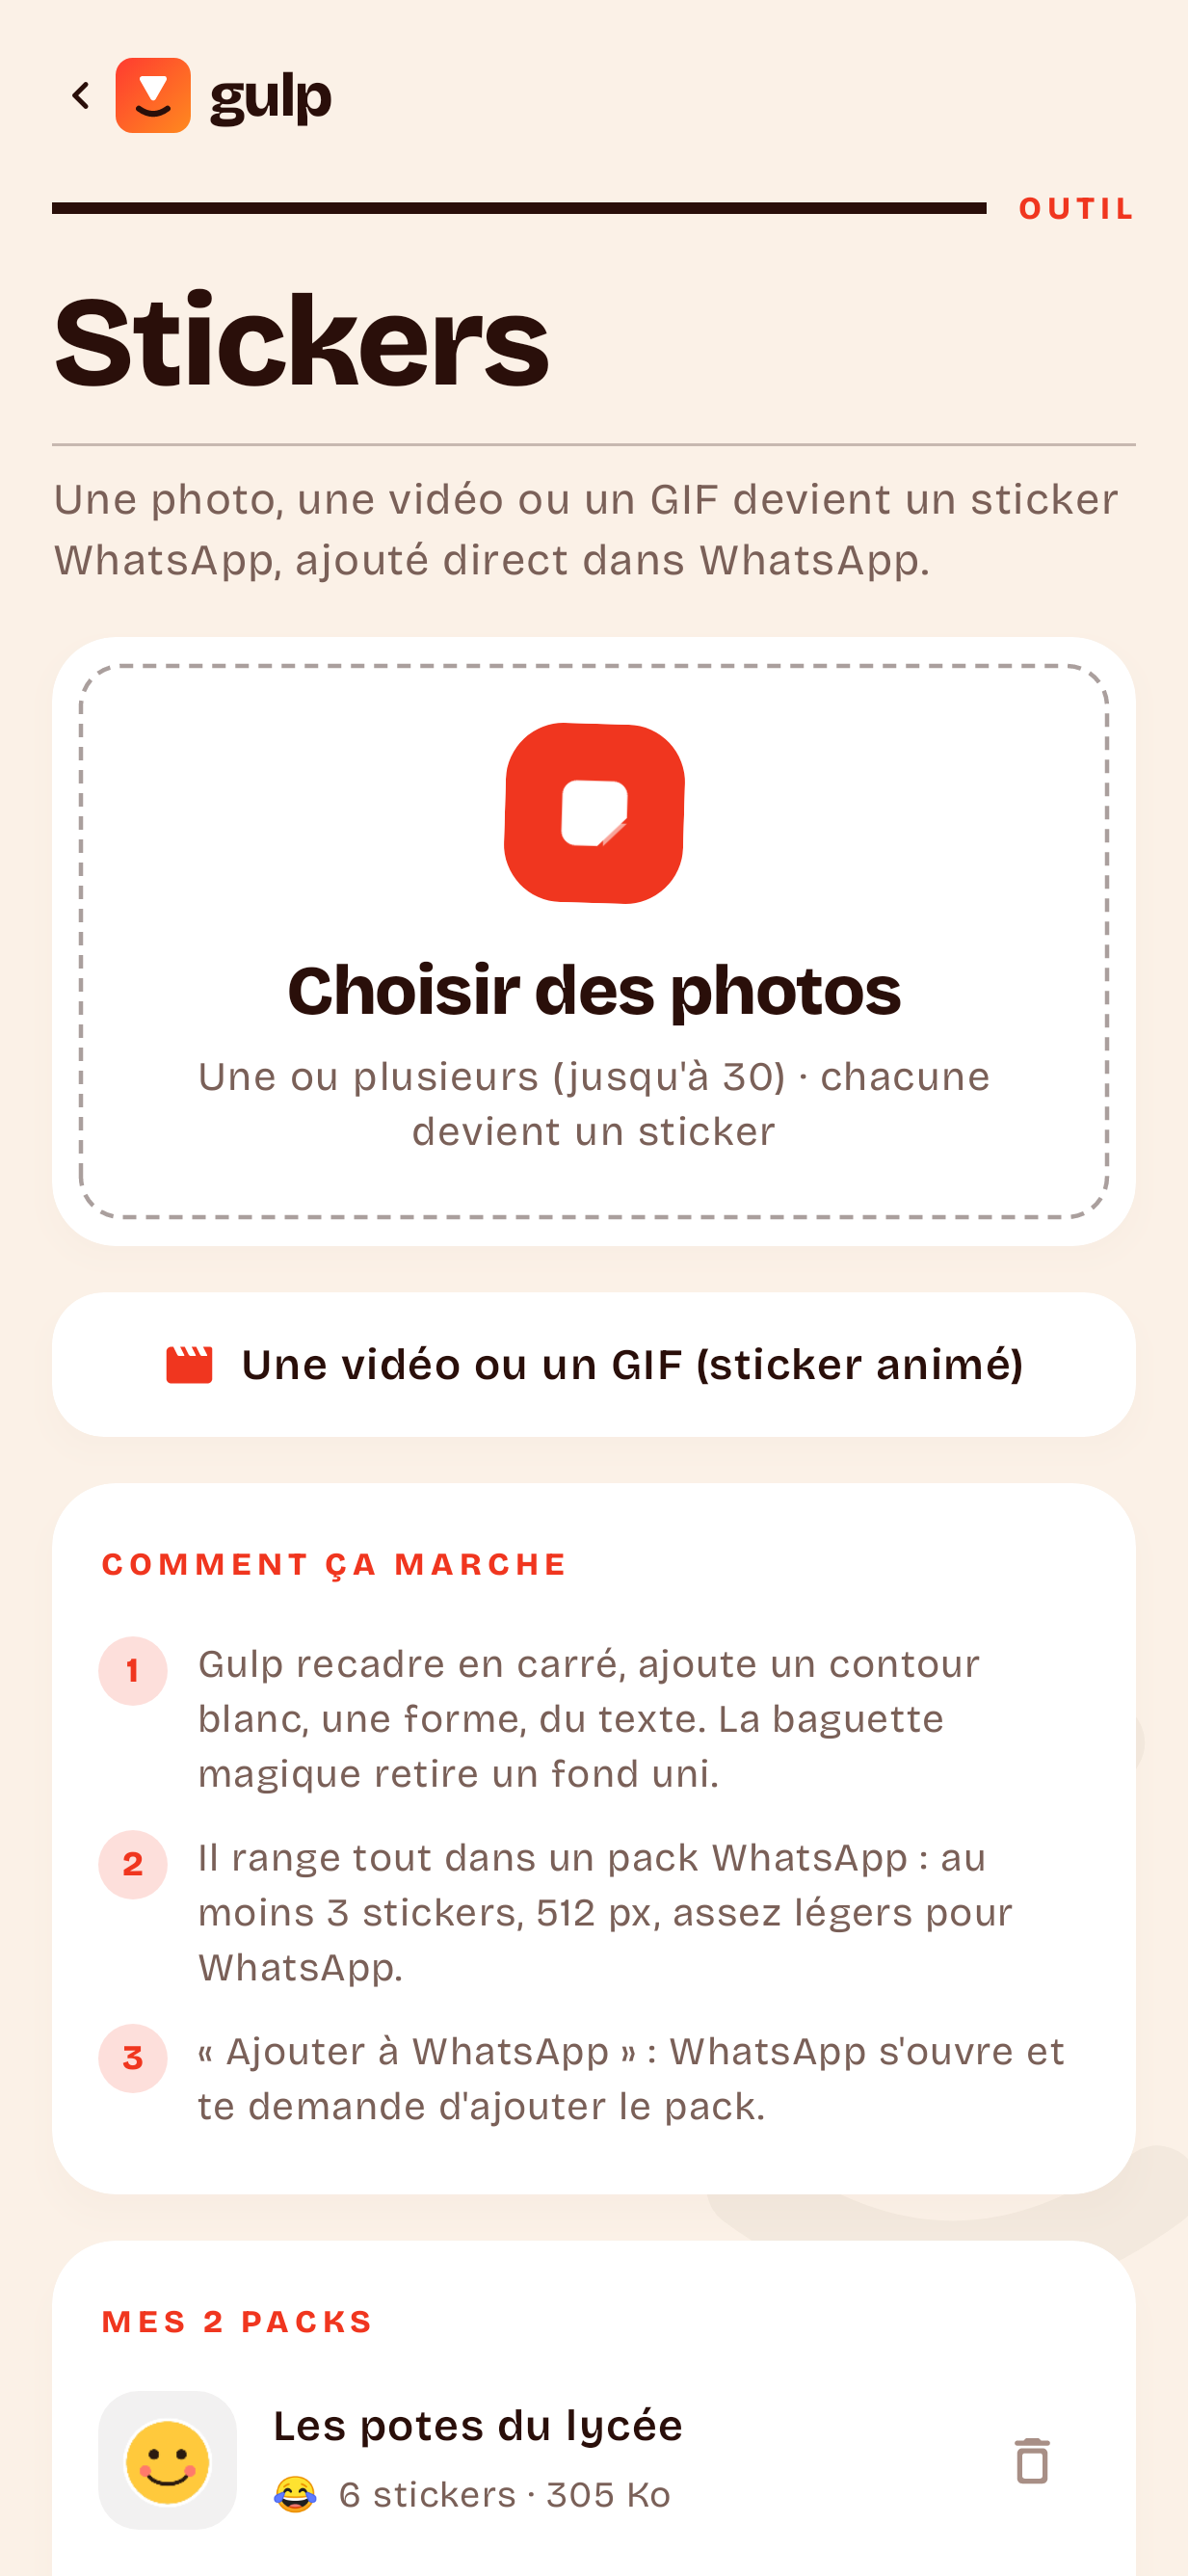 gulp
OUTIL
Stickers
Une photo, une vidéo ou un GIF devient un sticker
WhatsApp, ajouté direct dans WhatsApp.
Choisir des photos
Une ou plusieurs (jusqu'à 30) · chacune
devient un sticker
Une vidéo ou un GIF (sticker animé)
COMMENT ÇA MARCHE
1 Gulp recadre en carré, ajoute un contour
blanc, une forme, du texte. La baguette
magique retire un fond uni.
2 Il range tout dans un pack WhatsApp : au
moins 3 stickers, 512 px, assez légers pour
WhatsApp.
3 « Ajouter à WhatsApp » : WhatsApp s'ouvre et
te demande d'ajouter le pack.
MES 2 PACKS
Les potes du lycée
😂 6 stickers · 305 Ko